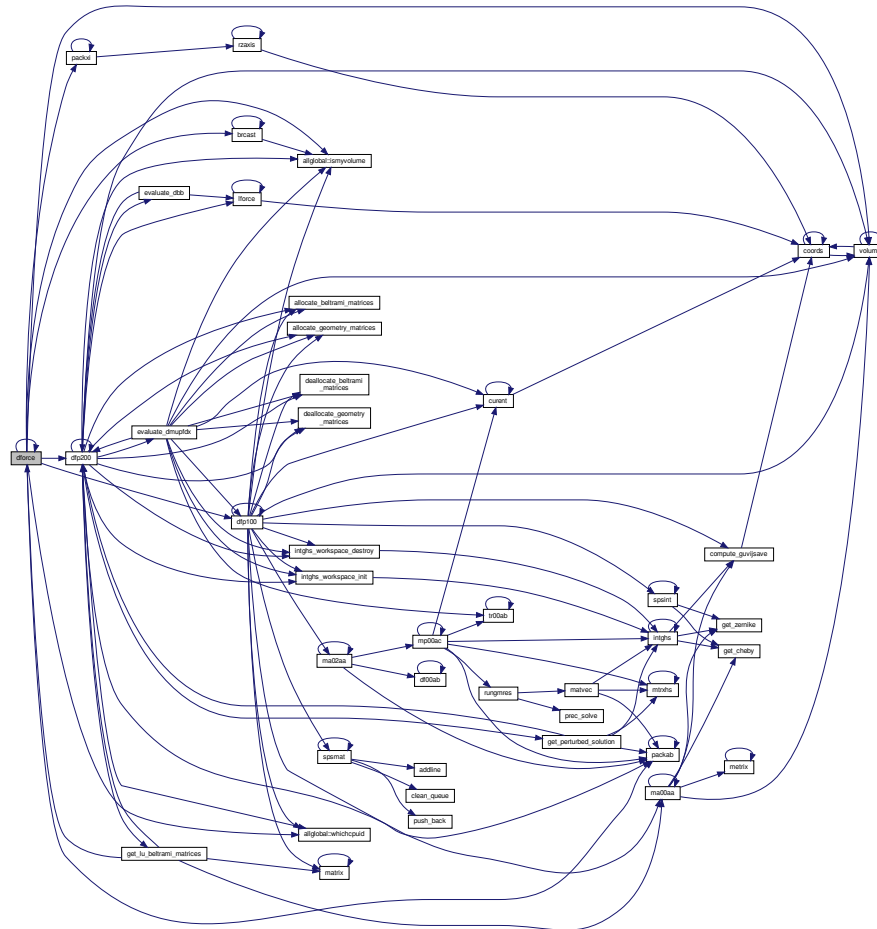 rzaxis
packxi
brcast
allglobal::ismyvolume
evaluate_dbb
lforce
coords
volume
allocate_beltrami_matrices
allocate_geometry_matrices
deallocate_beltrami
_matrices
curent
deallocate_geometry
_matrices
evaluate_dmupfdx
dforce
dfp200
dfp100
intghs_workspace_destroy
compute_guvijsave
intghs_workspace_init
spsint
tr00ab
get_zernike
mp00ac
intghs
get_cheby
ma02aa
df00ab
rungmres
matvec
mtrxhs
prec_solve
get_perturbed_solution
packab
spsmat
addline
metrix
clean_queue
ma00aa
push_back
allglobal::whichcpuid
get_lu_beltrami_matrices
matrix